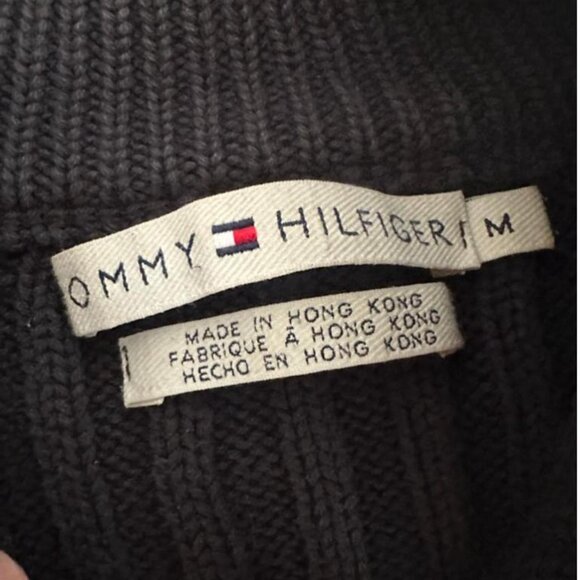 OMMY HILFIGER M
MADE IN HONG KONG
FABRIQUE À HONG KONG
HECHO EN HONG KONG